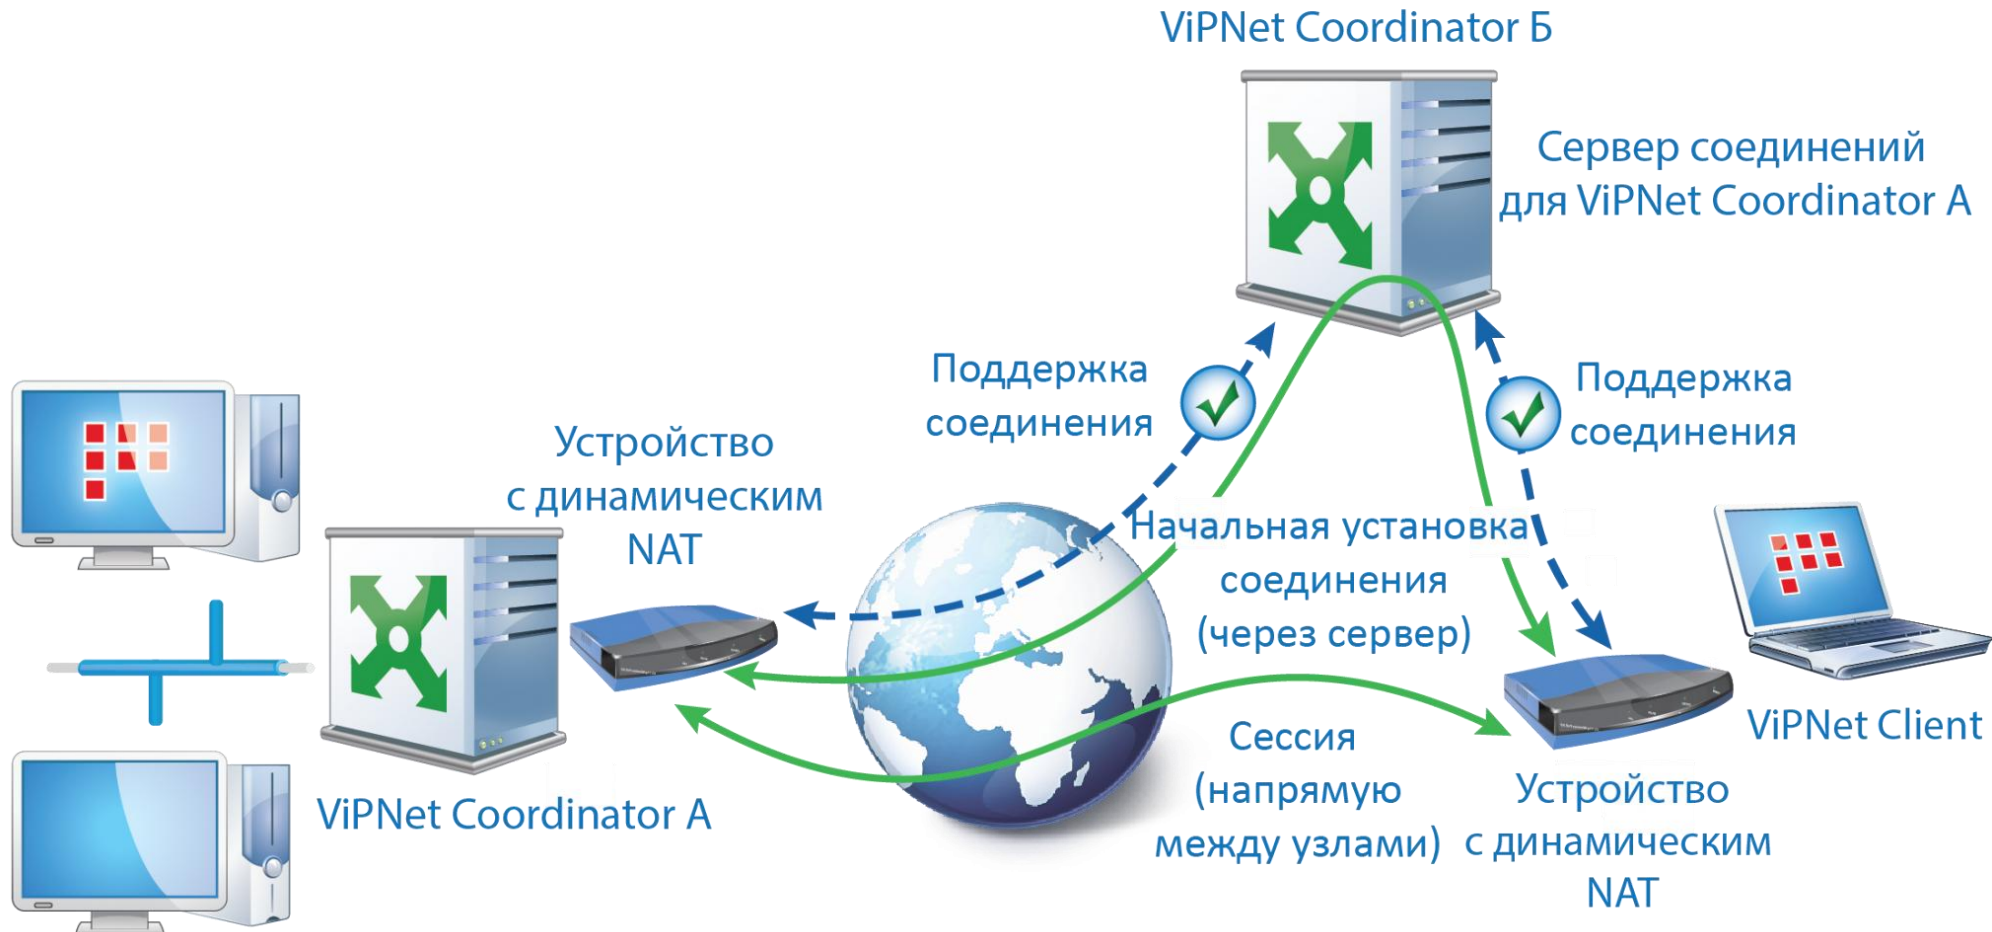 ViPNet Coordinator Б
Сервер соединений
для ViPNet Coordinator А
Поддержка
соединения
Поддержка
соединения
Устройство
с динамическим
NAT
Начальная установка
соединения
(через сервер)
ViPNet Coordinator А
Сессия
(напрямую
между узлами)
ViPNet Client
Устройство
с динамическим
NAT